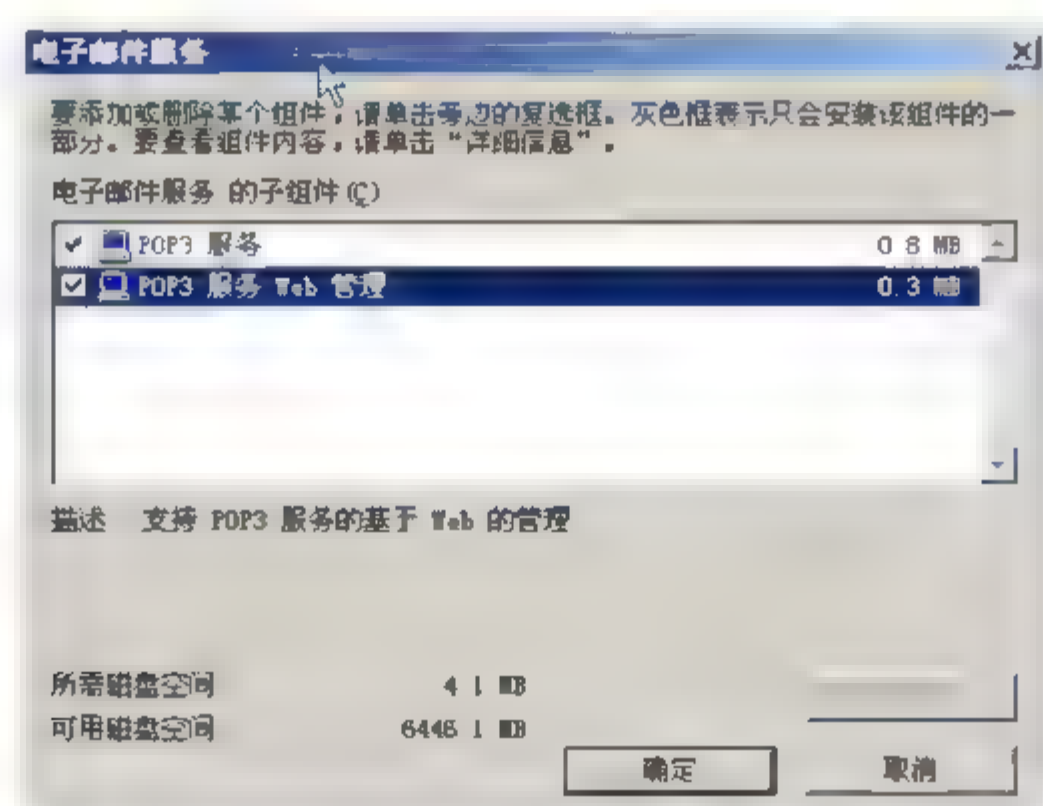 电子邮件服务
要添加或删除某个组件，请单击旁边的复选框。灰色框表示只会安装该组件的一
部分。要查看组件内容，请单击“详细信息”。
电子邮件服务 的子组件(C)
POP3 服务 0 8 MB
POP3 服务 Web 管理 0.3 MB
描述 支持 POP3 服务的基于 Web 的管理
所需磁盘空间 4 1 MB
可用磁盘空间 1 MB
确定 取消